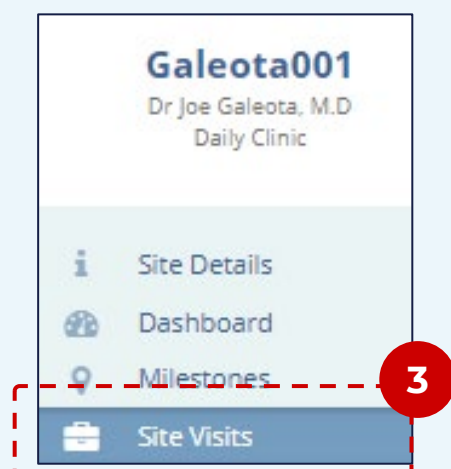 Galeota001
Dr Joe Galeota, M.D
Daily Clinic
Site Details
Dashboard
Milestones
3
Site Visits